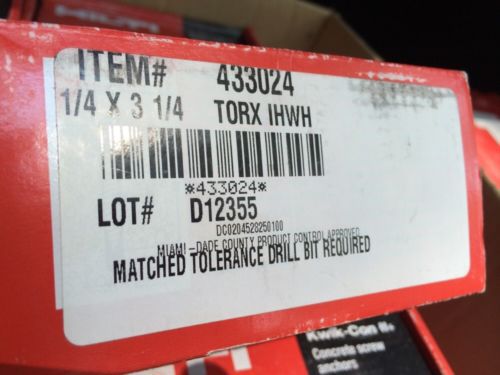 HILTI
ITEM# 433024
1/4 X 3 1/4 TORX IHWH
*433024*
LOT# D12355
DC0204528250100
MIAMI-DADE COUNTY PRODUCT CONTROL APPROVED
MATCHED TOLERANCE DRILL BIT REQUIRED
Kwik-Con II+
Concrete screw
anchors